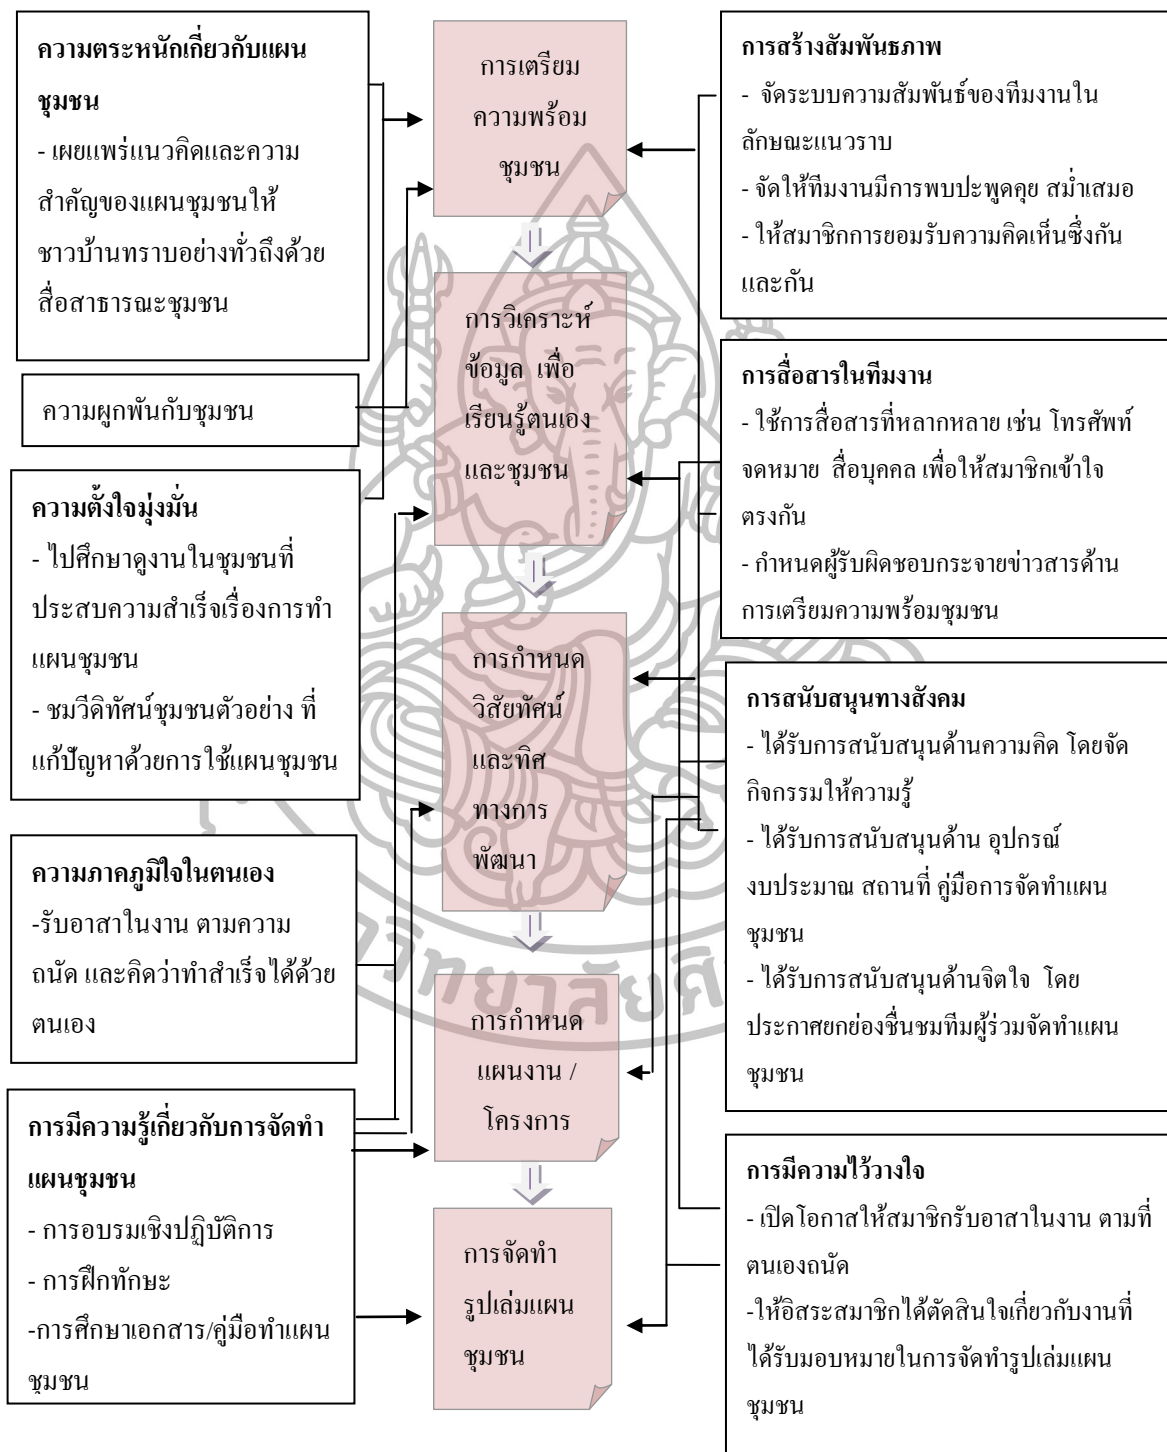 ความตระหนักเกี่ยวกับแผน
ชุมชน
- เผยแพร่แนวคิดและความ
สำคัญของแผนชุมชนให้
ชาวบ้านทราบอย่างทั่วถึงด้วย
สื่อสาธารณะชุมชน
ความผูกพันกับชุมชน
ความตั้งใจมุ่งมั่น
- ไปศึกษาดูงานในชุมชนที่
ประสบความสำเร็จเรื่องการทำ
แผนชุมชน
- ชมวีดิทัศน์ชุมชนตัวอย่าง ที่
แก้ปัญหาด้วยการใช้แผนชุมชน
ความภาคภูมิใจในตนเอง
-รับอาสาในงาน ตามความ
ถนัด และคิดว่าทำสำเร็จได้ด้วย
ตนเอง
การมีความรู้เกี่ยวกับการจัดทำ
แผนชุมชน
- การอบรมเชิงปฏิบัติการ
- การฝึกทักษะ
-การศึกษาเอกสาร/คู่มือทำแผน
ชุมชน
การเตรียม
ความพร้อม
ชุมชน
การวิเคราะห์
ข้อมูล เพื่อ
เรียนรู้ตนเอง
และชุมชน
การกำหนด
วิสัยทัศน์
และทิศ
ทางการ
พัฒนา
การกำหนด
แผนงาน /
โครงการ
การจัดทำ
รูปเล่มแผน
ชุมชน
การสร้างสัมพันธภาพ
- จัดระบบความสัมพันธ์ของทีมงานใน
ลักษณะแนวราบ
- จัดให้ทีมงานมีการพบปะพูดคุย สม่ำเสมอ
- ให้สมาชิกการยอมรับความคิดเห็นซึ่งกัน
และกัน
การสื่อสารในทีมงาน
- ใช้การสื่อสารที่หลากหลาย เช่น โทรศัพท์
จดหมาย สื่อบุคคล เพื่อให้สมาชิกเข้าใจ
ตรงกัน
- กำหนดผู้รับผิดชอบกระจายข่าวสารด้าน
การเตรียมความพร้อมชุมชน
การสนับสนุนทางสังคม
- ได้รับการสนับสนุนด้านความคิด โดยจัด
กิจกรรมให้ความรู้
- ได้รับการสนับสนุนด้าน อุปกรณ์
งบประมาณ สถานที่ คู่มือการจัดทำแผน
ชุมชน
- ได้รับการสนับสนุนด้านจิตใจ โดย
ประกาศยกย่องชื่นชมทีมผู้ร่วมจัดทำแผน
ชุมชน
การมีความไว้วางใจ
- เปิดโอกาสให้สมาชิกรับอาสาในงาน ตามที่
ตนเองถนัด
-ให้อิสระสมาชิกได้ตัดสินใจเกี่ยวกับงานที่
ได้รับมอบหมายในการจัดทำรูปเล่มแผน
ชุมชน